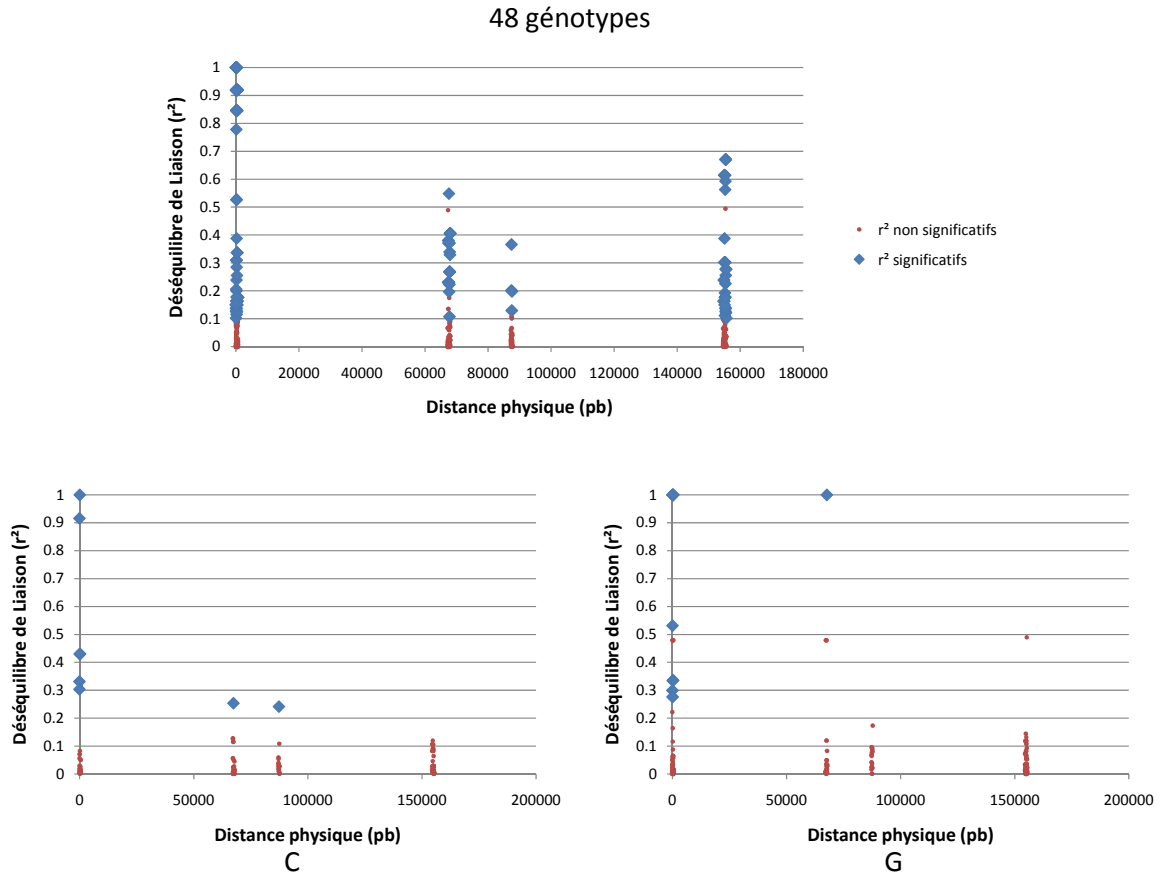 48 génotypes
Déséquilibre de Liaison (r²)
1
0.9
0.8
0.7
0.6
0.5
0.4
0.3
0.2
0.1
0
0 20000 40000 60000 80000 100000 120000 140000 160000 180000
Distance physique (pb)
r² non significatifs
r² significatifs
Déséquilibre de Liaison (r²)
1
0.9
0.8
0.7
0.6
0.5
0.4
0.3
0.2
0.1
0
0 50000 100000 150000 200000
Distance physique (pb)
C
Déséquilibre de Liaison (r²)
1
0.9
0.8
0.7
0.6
0.5
0.4
0.3
0.2
0.1
0
0 50000 100000 150000 200000
Distance physique (pb)
G